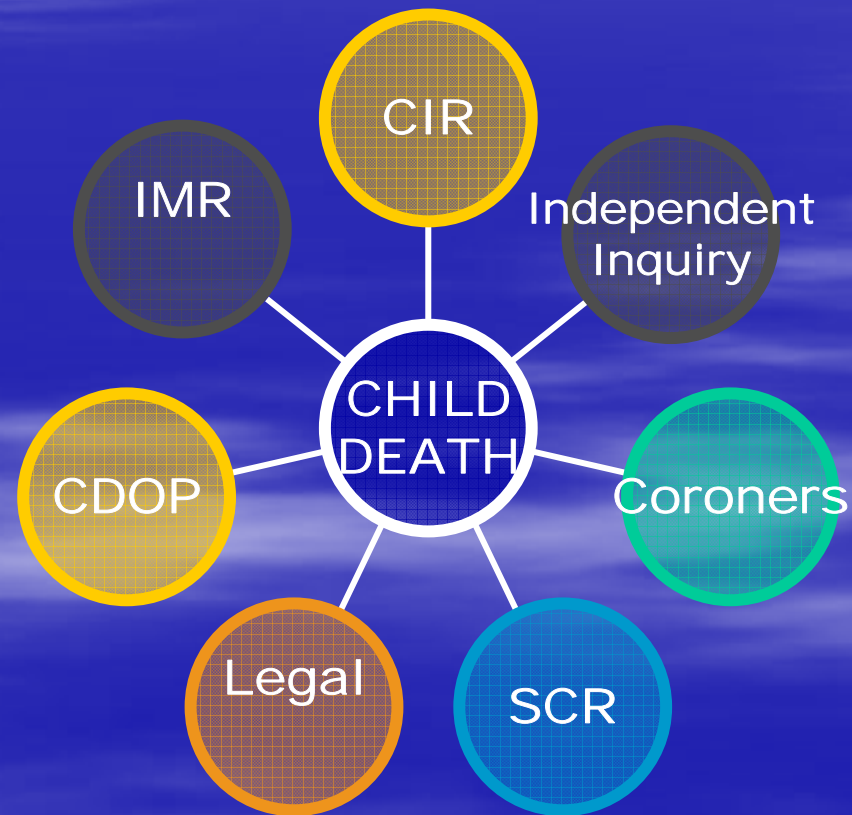 CIR
IMR
Independent
Inquiry
CHILD
DEATH
CDOP
Coroners
Legal
SCR